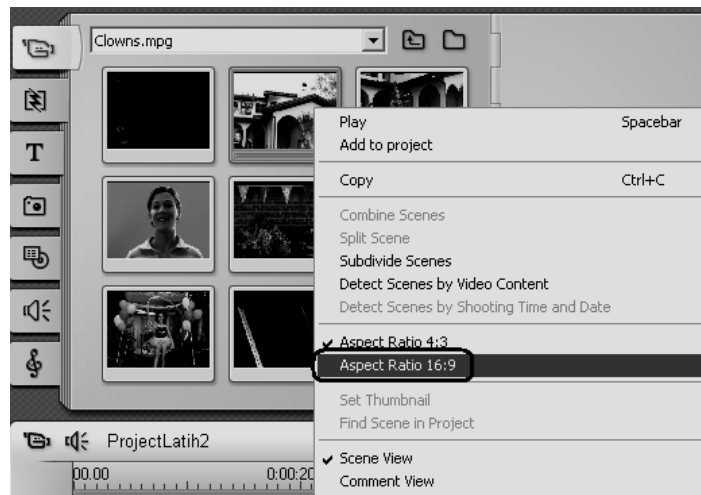 Clowns.mpg
Play Spacebar
Add to project
Copy Ctrl+C
Combine Scenes
Split Scene
Subdivide Scenes
Detect Scenes by Video Content
Detect Scenes by Shooting Time and Date
Aspect Ratio 4:3
Aspect Ratio 16:9
Set Thumbnail
Find Scene in Project
Scene View
Comment View
T
ProjectLatih2
00.00 0:00:20